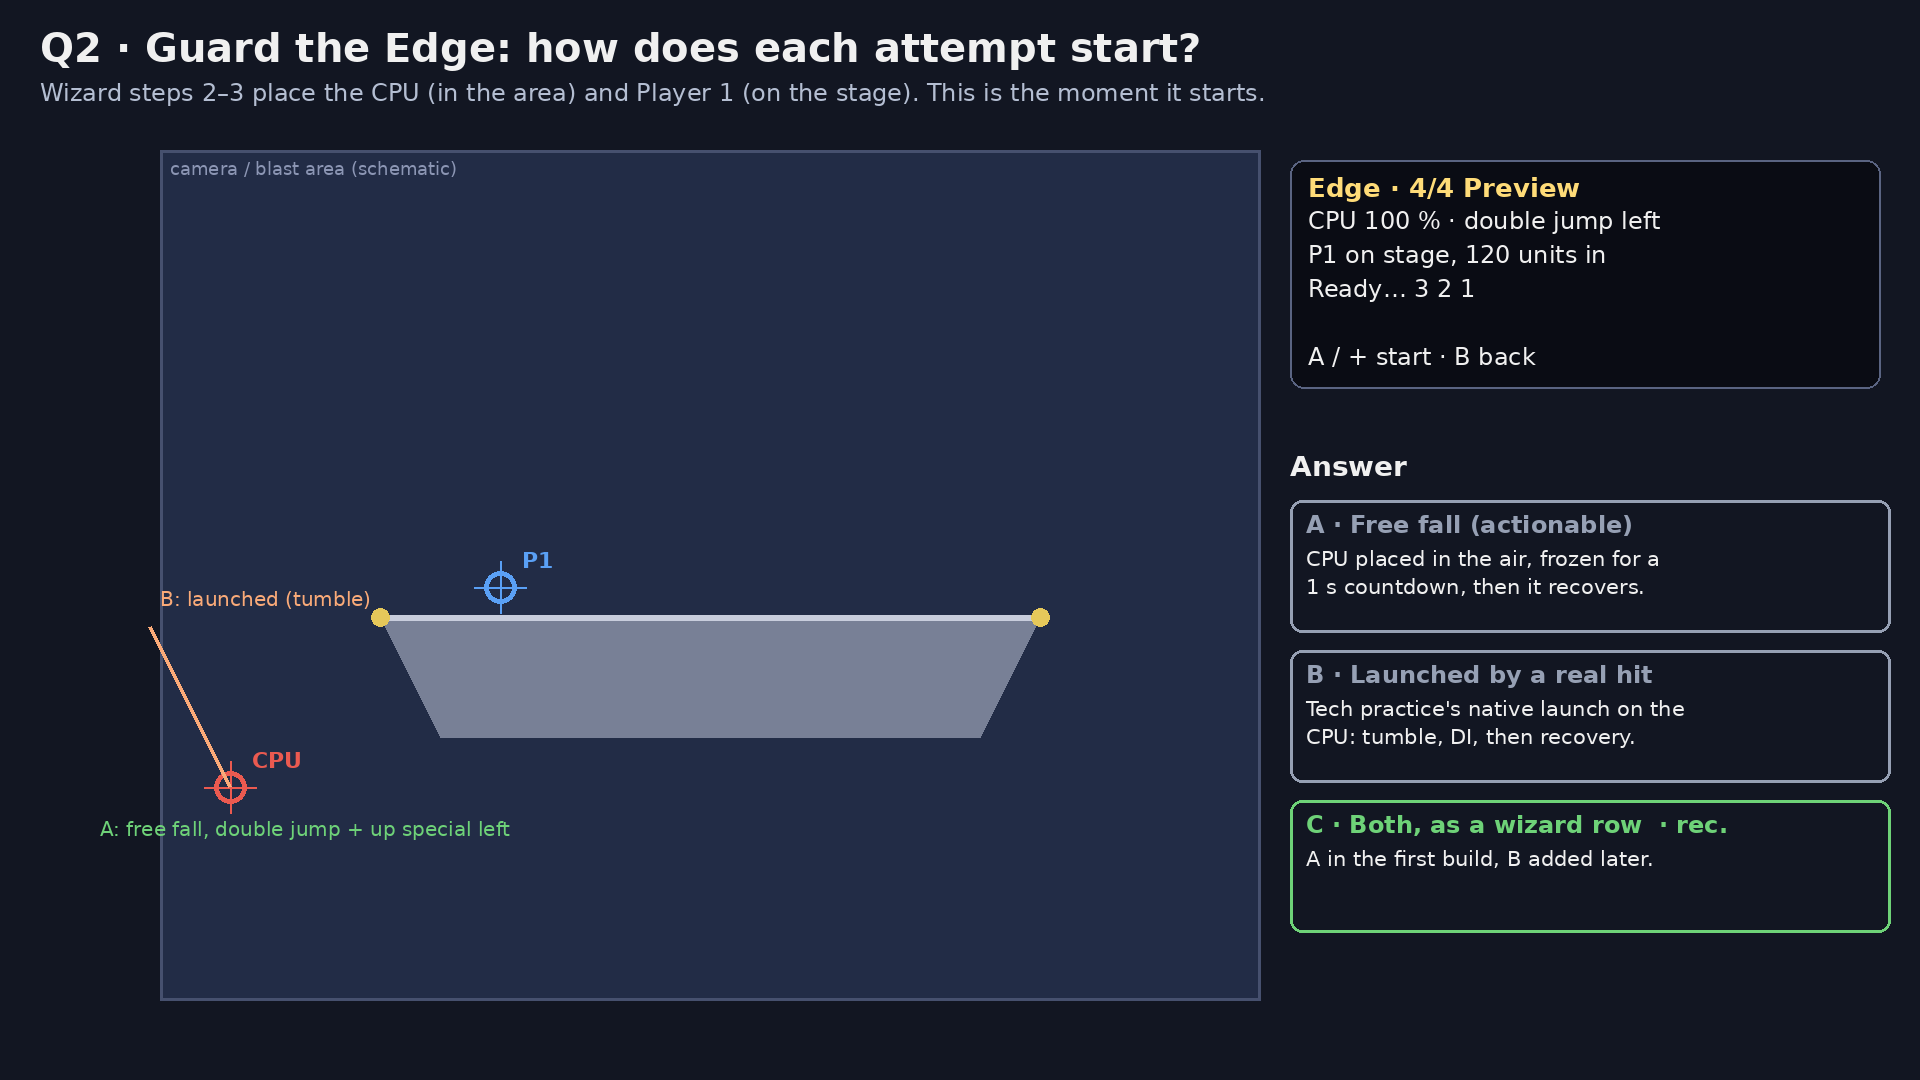 Q2 · Guard the Edge: how does each attempt start?
Wizard steps 2–3 place the CPU (in the area) and Player 1 (on the stage). This is the moment it starts.
camera / blast area (schematic)
P1
B: launched (tumble)
CPU
A: free fall, double jump + up special left
Edge · 4/4 Preview
CPU 100 % · double jump left
P1 on stage, 120 units in
Ready… 3 2 1
A / + start · B back
Answer
A · Free fall (actionable)
CPU placed in the air, frozen for a
1 s countdown, then it recovers.
B · Launched by a real hit
Tech practice's native launch on the
CPU: tumble, DI, then recovery.
C · Both, as a wizard row  · rec.
A in the first build, B added later.